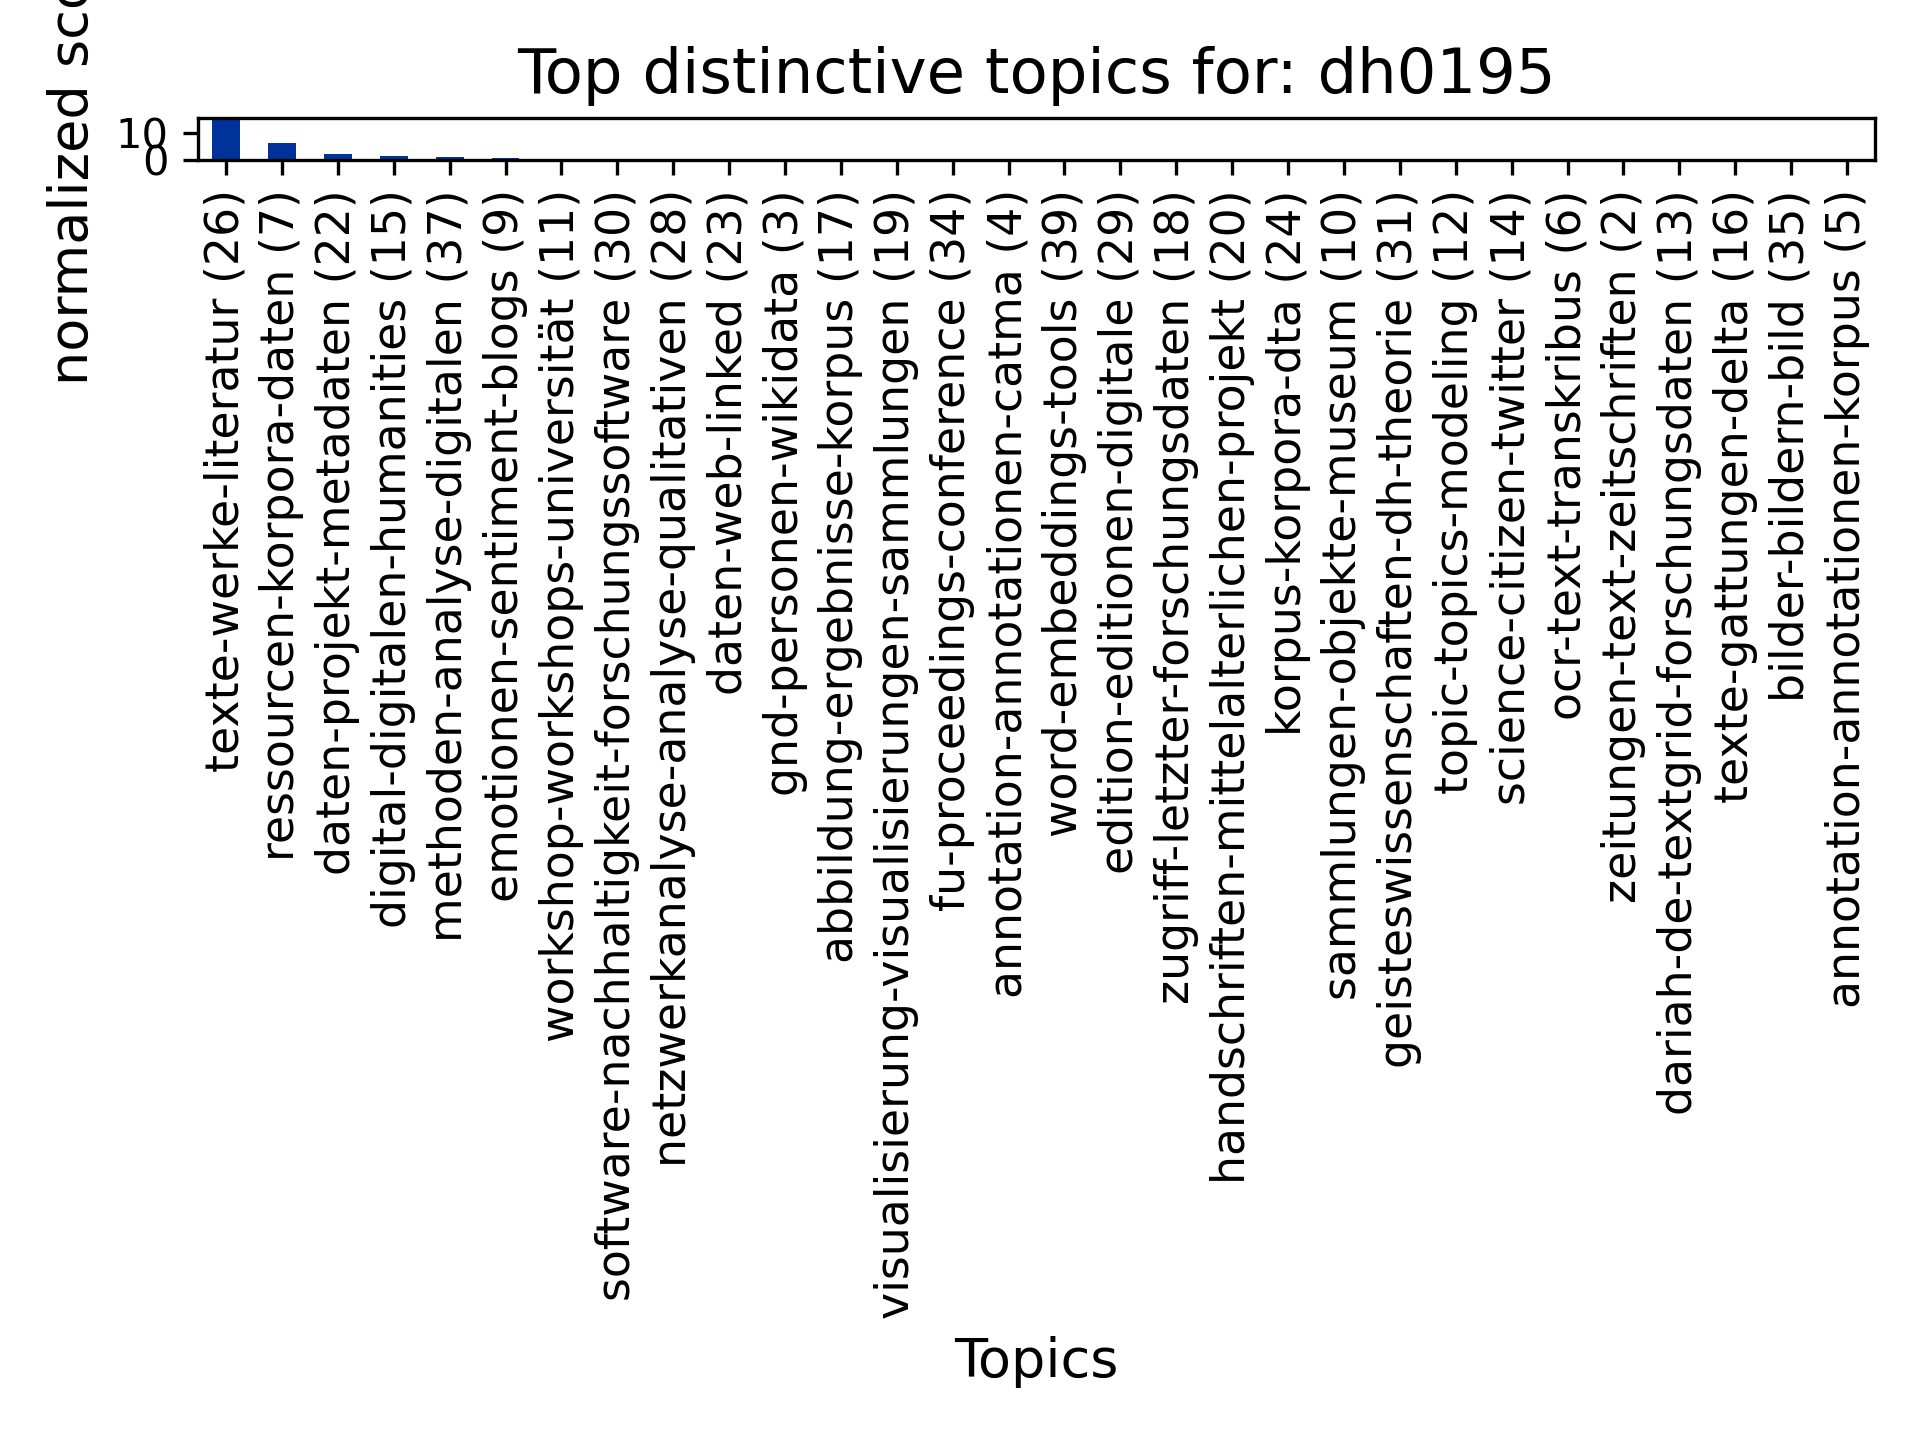 Top distinctive topics for: dh0195
normalized sco
10
0
texte-werke-literatur (26)
ressourcen-korpora-daten (7)
daten-projekt-metadaten (22)
digital-digitalen-humanities (15)
methoden-analyse-digitalen (37)
emotionen-sentiment-blogs (9)
workshop-workshops-universität (11)
software-nachhaltigkeit-forschungssoftware (30)
netzwerkanalyse-analyse-qualitativen (28)
daten-web-linked (23)
gnd-personen-wikidata (3)
abbildung-ergebnisse-korpus (17)
visualisierung-visualisierungen-sammlungen (19)
fu-proceedings-conference (34)
annotation-annotationen-catma (4)
word-embeddings-tools (39)
edition-editionen-digitale (29)
zugriff-letzter-forschungsdaten (18)
handschriften-mittelalterlichen-projekt (20)
korpus-korpora-dta (24)
sammlungen-objekte-museum (10)
geisteswissenschaften-dh-theorie (31)
topic-topics-modeling (12)
science-citizen-twitter (14)
ocr-text-transkribus (6)
zeitungen-text-zeitschriften (2)
dariah-de-textgrid-forschungsdaten (13)
texte-gattungen-delta (16)
bilder-bildern-bild (35)
annotation-annotationen-korpus (5)
Topics